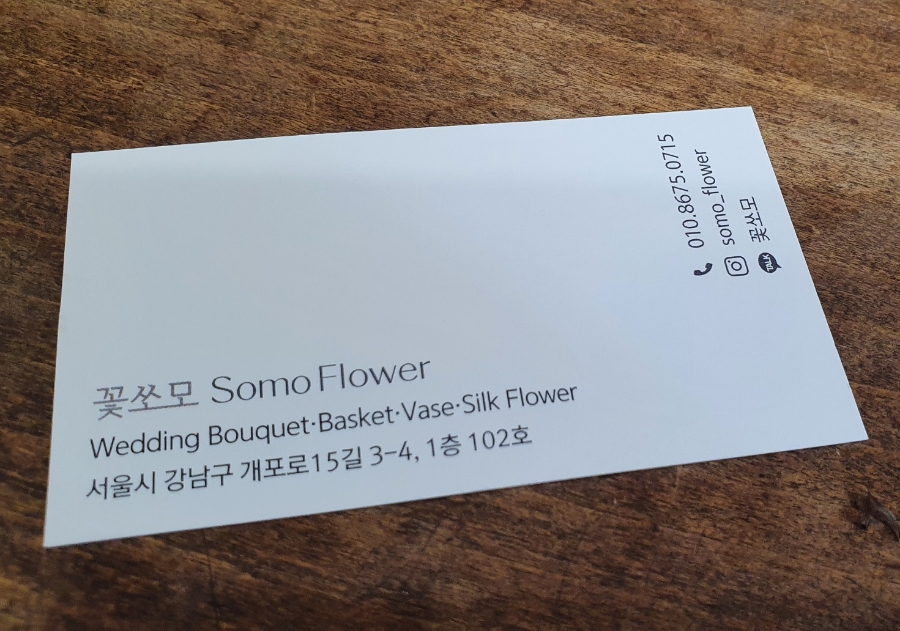 꽃쏘모 Somo Flower
Wedding Bouquet·Basket·Vase·Silk Flower
서울시 강남구 개포로15길 3-4, 1층 102호
010.8675.0715
somo_flower
TALK 꽃쏘모